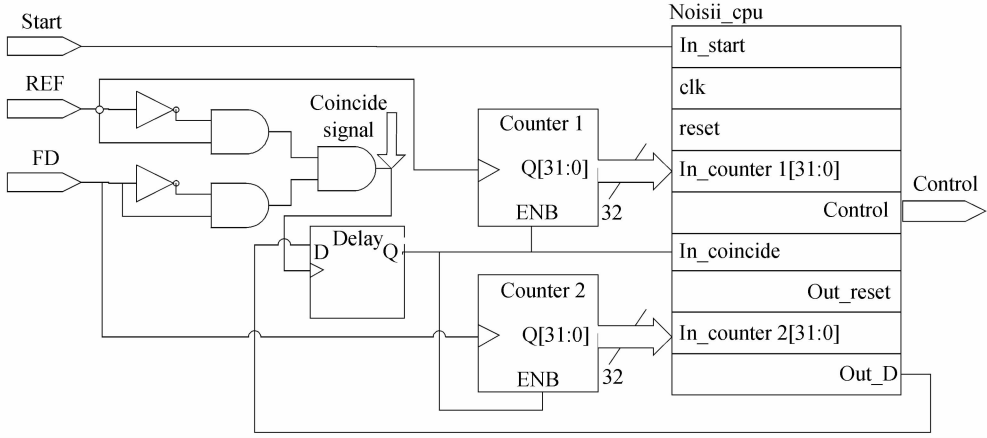 Start
Noisii_cpu
In_start
REF
clk
Coincide
signal
Counter 1
reset
FD
Q[31:0]
32
In_counter 1[31:0]
Control
ENB
Control
Delay
D
Q
In_coincide
Counter 2
Out_reset
Q[31:0]
32
In_counter 2[31:0]
ENB
Out_D